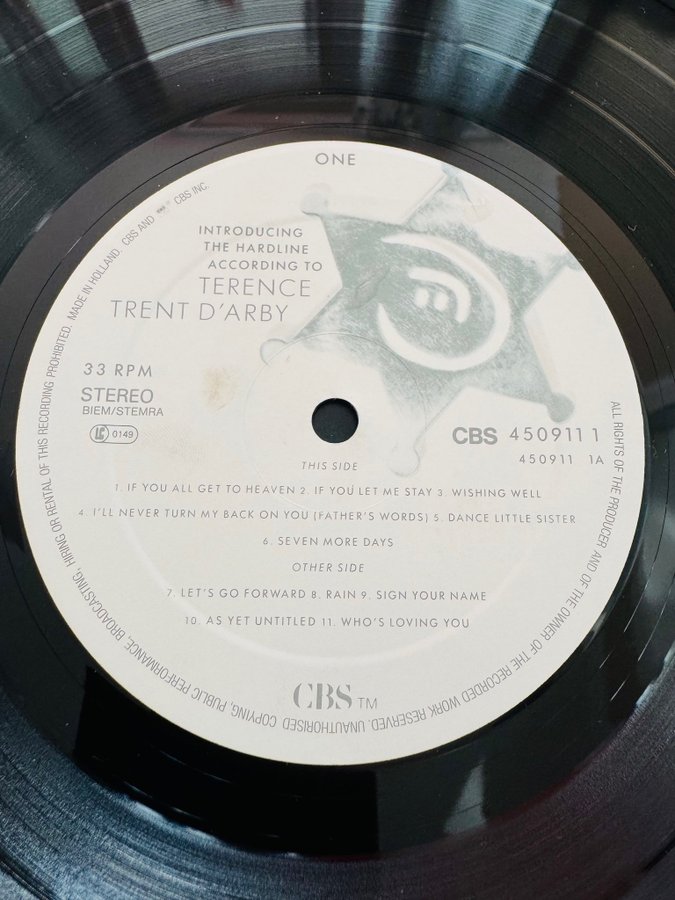 ONE
INTRODUCING
THE HARDLINE
ACCORDING TO
TERENCE
TRENT D'ARBY
33 RPM
STEREO
BIEM/STEMRA
LC 0149
CBS 450911 1
450911 1A
THIS SIDE
1. IF YOU ALL GET TO HEAVEN 2. IF YOU LET ME STAY 3. WISHING WELL
4. I'LL NEVER TURN MY BACK ON YOU (FATHER'S WORDS) 5. DANCE LITTLE SISTER
6. SEVEN MORE DAYS
OTHER SIDE
7. LET'S GO FORWARD 8. RAIN 9. SIGN YOUR NAME
10. AS YET UNTITLED 11. WHO'S LOVING YOU
CBS TM
ALL RIGHTS OF THE PRODUCER AND OF THE OWNER OF THE RECORDED WORK RESERVED. UNAUTHORISED COPYING, PUBLIC PERFORMANCE, BROADCASTING, HIRING OR RENTAL OF THIS RECORDING PROHIBITED. MADE IN HOLLAND. CBS AND CBS INC.